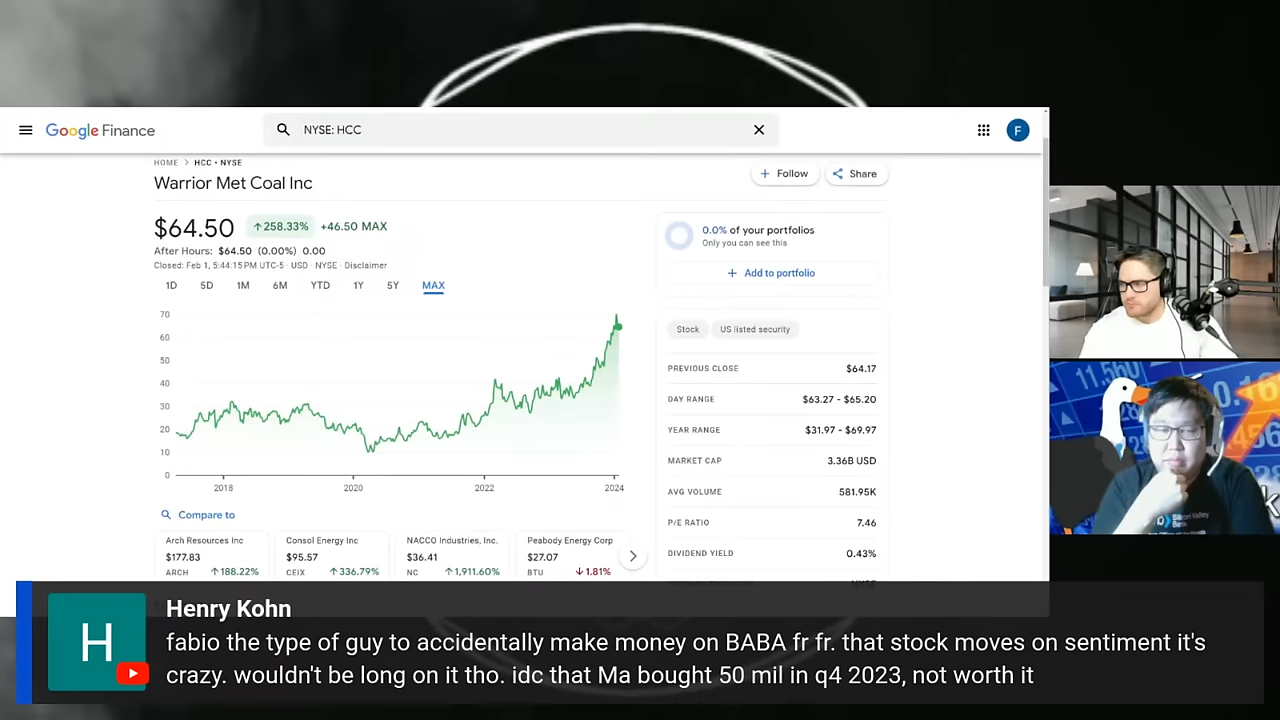 Google Finance
NYSE: HCC
F
HOME > HCC • NYSE
Warrior Met Coal Inc
+ Follow
Share
$64.50 ↑258.33% +46.50 MAX
After Hours: $64.50 (0.00%) 0.00
Closed: Feb 1, 5:44:15 PM UTC-5 · USD · NYSE · Disclaimer
1D 5D 1M 6M YTD 1Y 5Y MAX
70
60
50
40
30
20
10
0
2018 2020 2022 2024
Compare to
Arch Resources Inc
$177.83
ARCH ↑188.22%
Consol Energy Inc
$95.57
CEIX ↑336.79%
NACCO Industries, Inc.
$36.41
NC ↑1,911.60%
Peabody Energy Corp
$27.07
BTU ↓1.81%
0.0% of your portfolios
Only you can see this
+ Add to portfolio
Stock US listed security
PREVIOUS CLOSE $64.17
DAY RANGE $63.27 - $65.20
YEAR RANGE $31.97 - $69.97
MARKET CAP 3.36B USD
AVG VOLUME 581.95K
P/E RATIO 7.46
DIVIDEND YIELD 0.43%
11.560
Silicon Valley
Bank
H
Henry Kohn
fabio the type of guy to accidentally make money on BABA fr fr. that stock moves on sentiment it's
crazy. wouldn't be long on it tho. idc that Ma bought 50 mil in q4 2023, not worth it